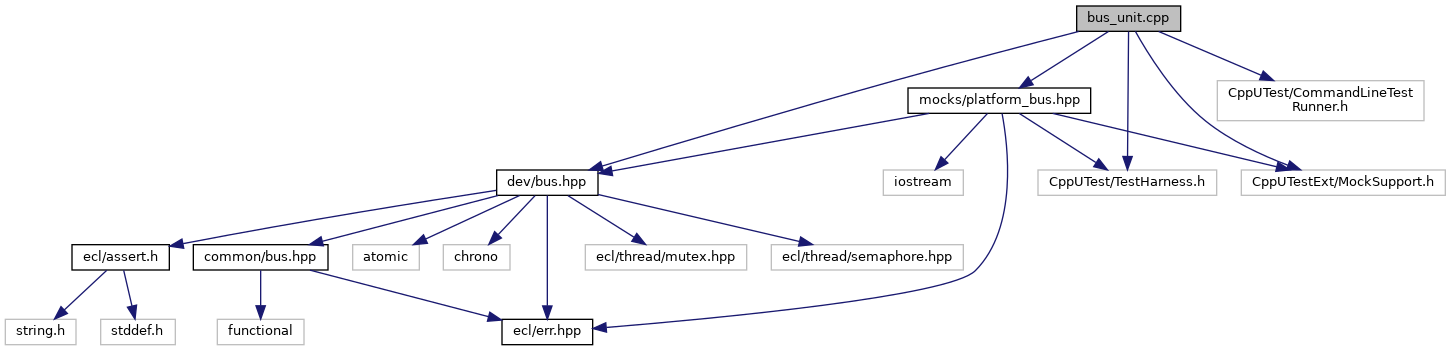 bus_unit.cpp
mocks/platform_bus.hpp
CppUTest/CommandLineTest
Runner.h
dev/bus.hpp
iostream
CppUTest/TestHarness.h
CppUTestExt/MockSupport.h
ecl/assert.h
common/bus.hpp
atomic
chrono
ecl/thread/mutex.hpp
ecl/thread/semaphore.hpp
string.h
stddef.h
functional
ecl/err.hpp